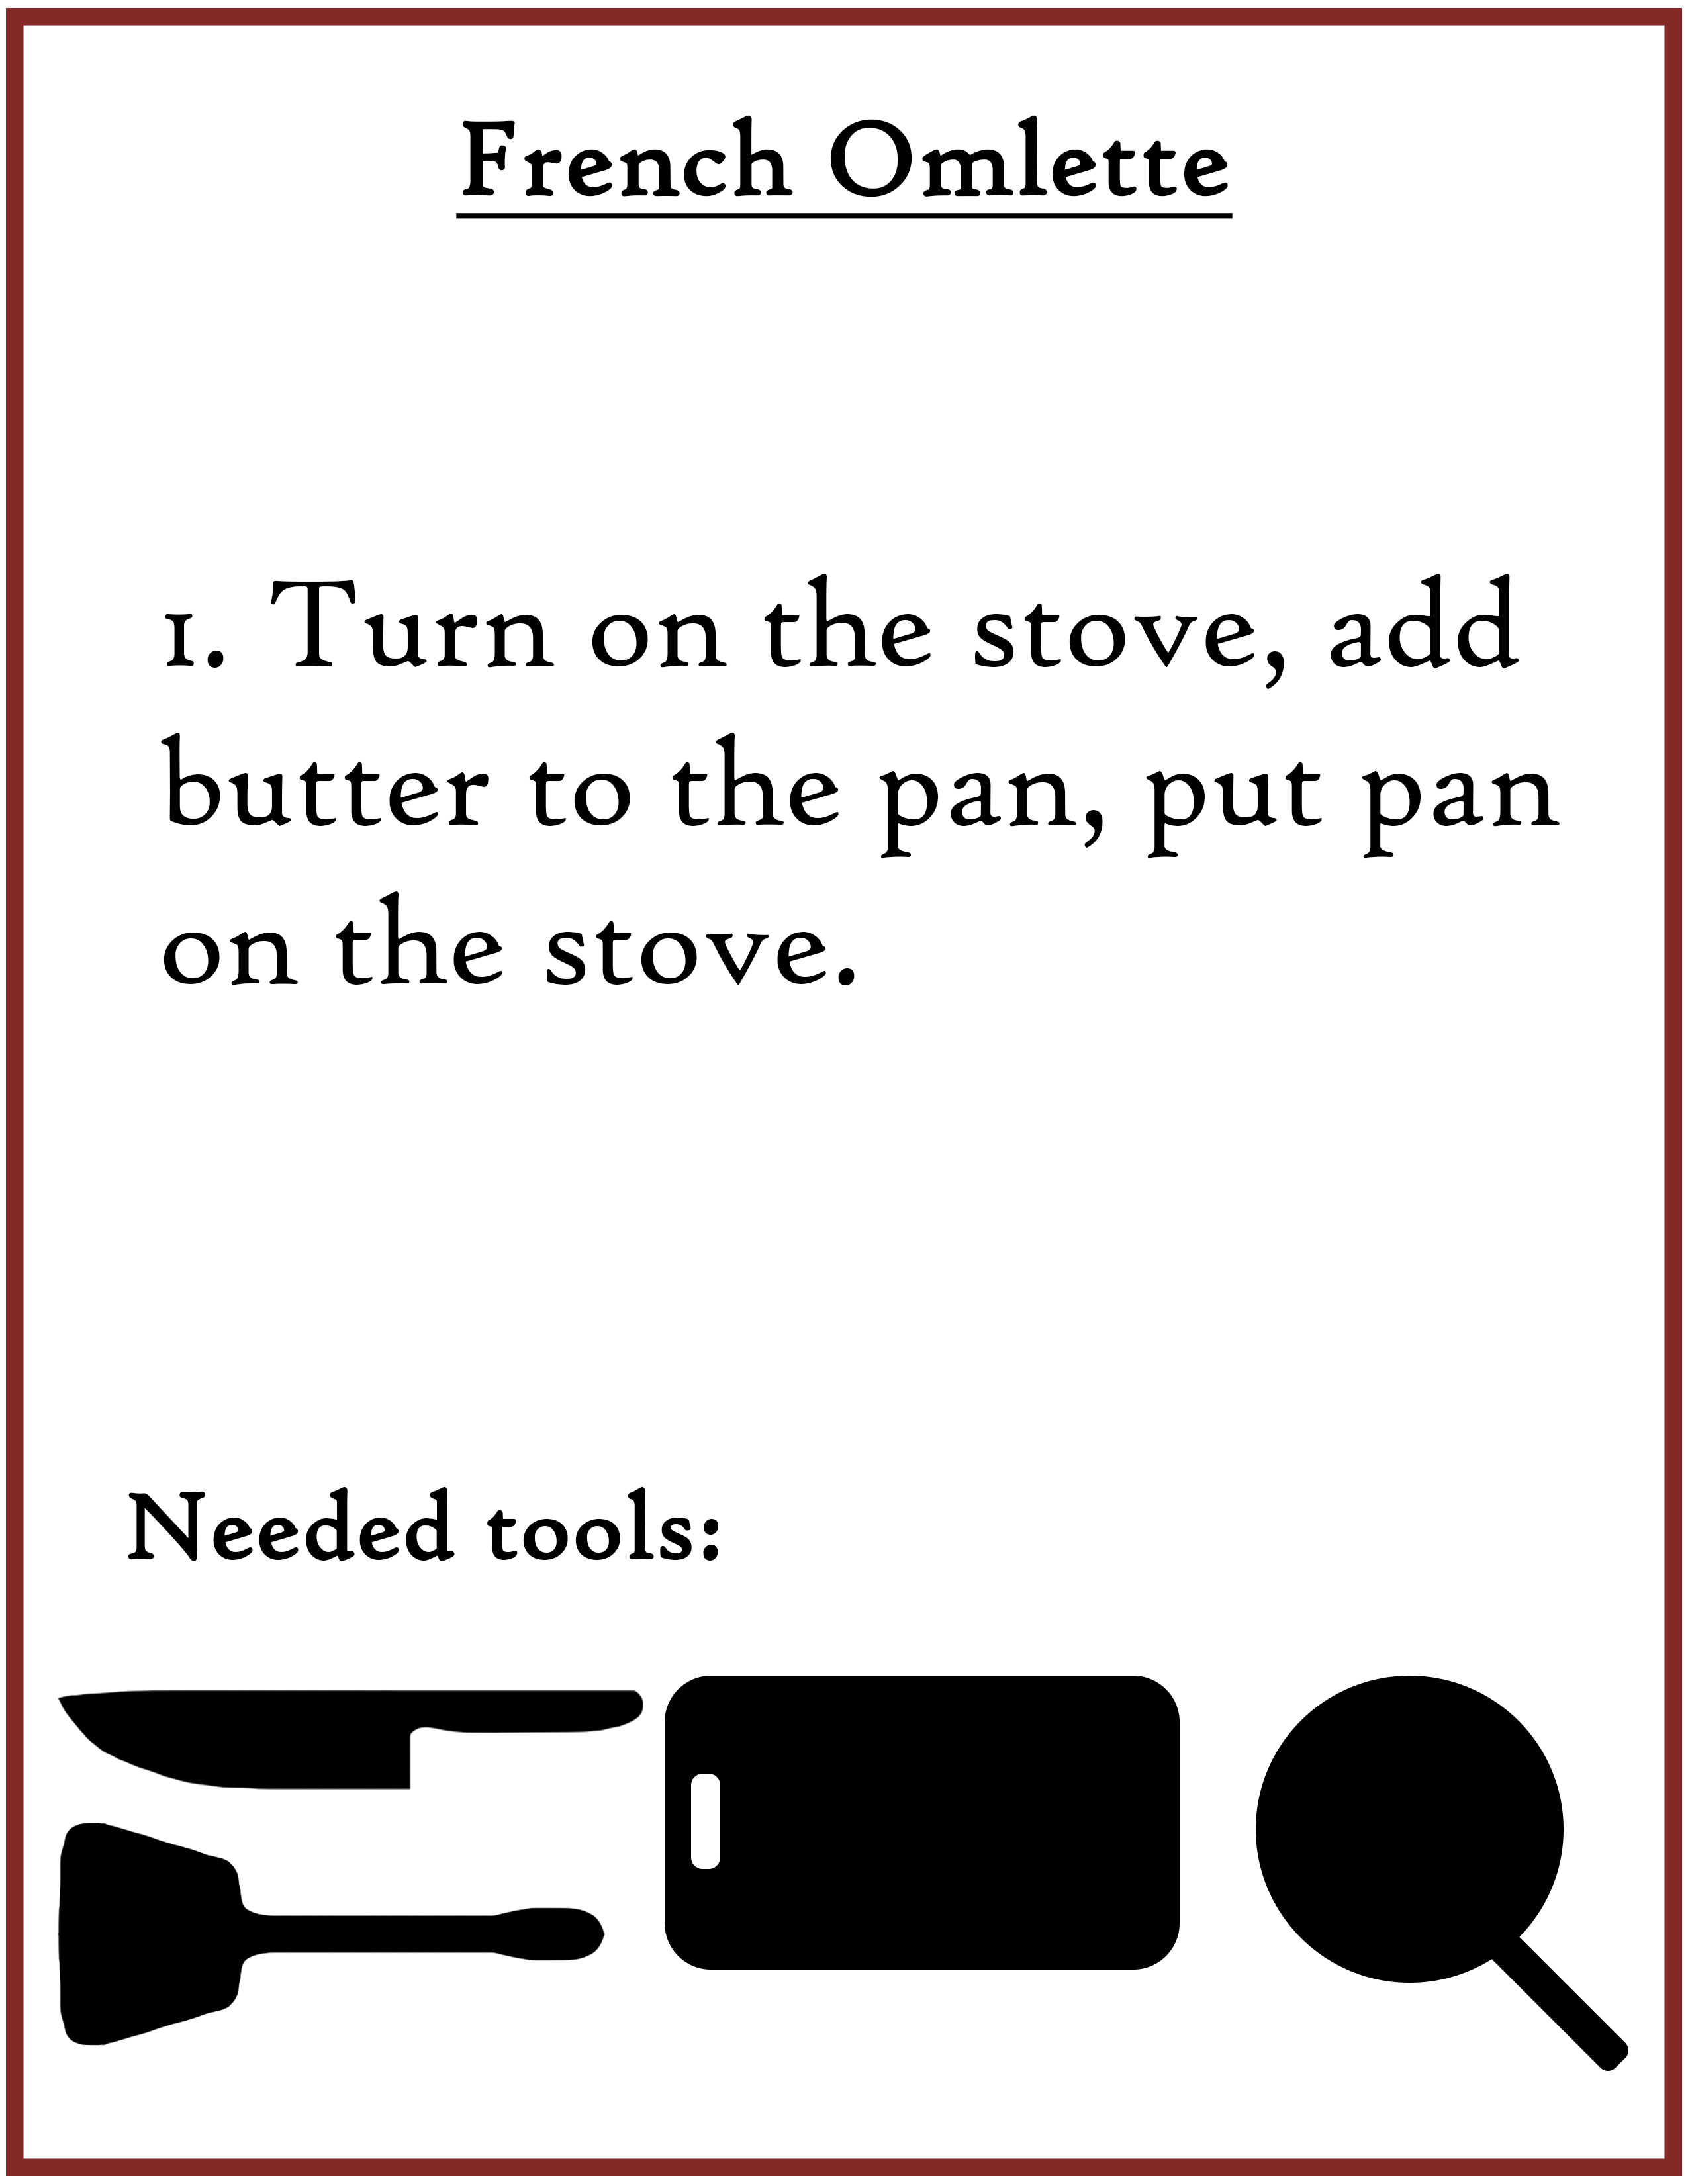 French Omlette
1. Turn on the stove, add
butter to the pan, put pan
on the stove.
Needed tools: